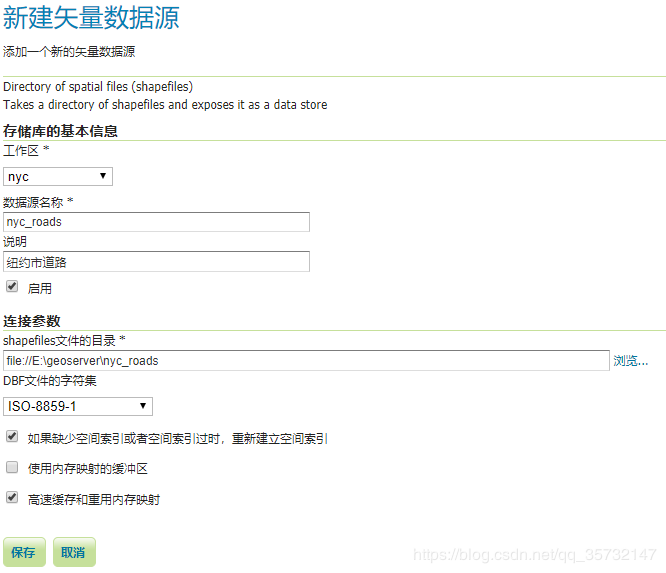 新建矢量数据源
添加一个新的矢量数据源
Directory of spatial files (shapefiles)
Takes a directory of shapefiles and exposes it as a data store
存储库的基本信息
工作区 *
nyc
数据源名称 *
nyc_roads
说明
纽约市道路
启用
连接参数
shapefiles文件的目录 *
file://E:\geoserver\nyc_roads 浏览...
DBF文件的字符集
ISO-8859-1
如果缺少空间索引或者空间索引过时，重新建立空间索引
使用内存映射的缓冲区
高速缓存和重用内存映射
保存 取消
https://blog.csdn.net/qq_35732147